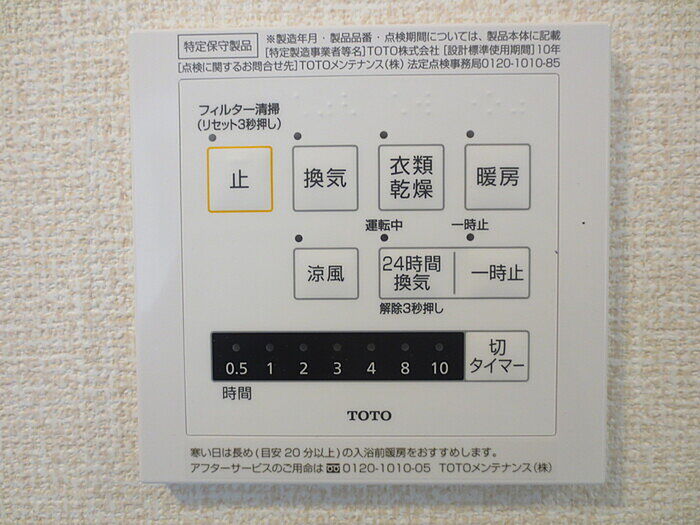 特定保守製品
※製造年月・製品品番・点検期間については、製品本体に記載
[特定製造事業者等名]TOTO株式会社 [設計標準使用期間]10年
[点検に関するお問合せ先]TOTOメンテナンス(株) 法定点検事務局0120-1010-85
フィルター清掃
(リセット3秒押し)
止
換気
衣類
乾燥
暖房
運転中
一時止
涼風
24時間
換気
一時止
解除3秒押し
0.5 1 2 3 4 8 10
切
タイマー
時間
TOTO
寒い日は長め(目安20分以上)の入浴前暖房をおすすめします。
アフターサービスのご用命は 0120-1010-05 TOTOメンテナンス(株)